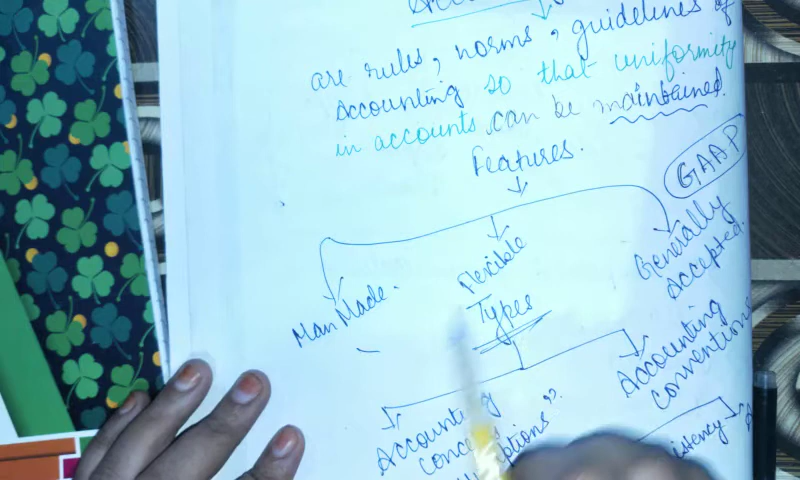 are rules, norms, guidelines of
Accounting so that uniformity
in accounts can be maintained.
Features.
GAAP
Man Made.
Flexible
Generally
Accepted.
Types
Accounting
Accounting
conventions